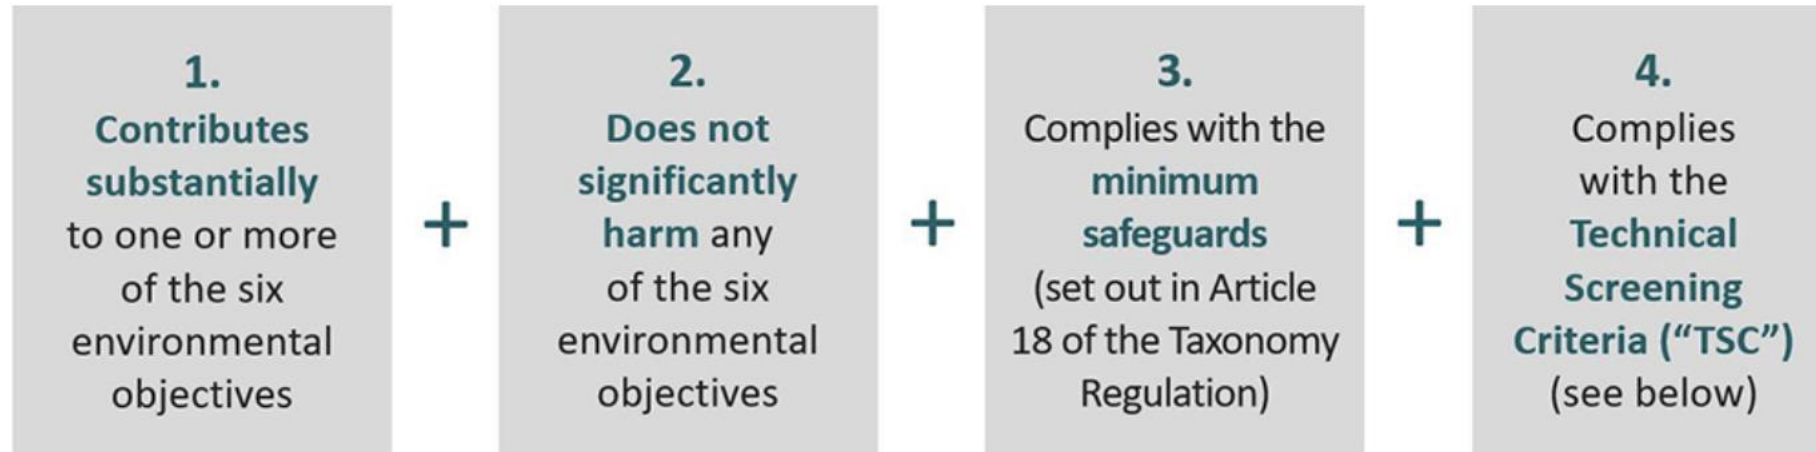 1.
Contributes
substantially
to one or more
of the six
environmental
objectives
+
2.
Does not
significantly
harm any
of the six
environmental
objectives
+
3.
Complies with the
minimum
safeguards
(set out in Article
18 of the Taxonomy
Regulation)
+
4.
Complies
with the
Technical
Screening
Criteria (“TSC”)
(see below)